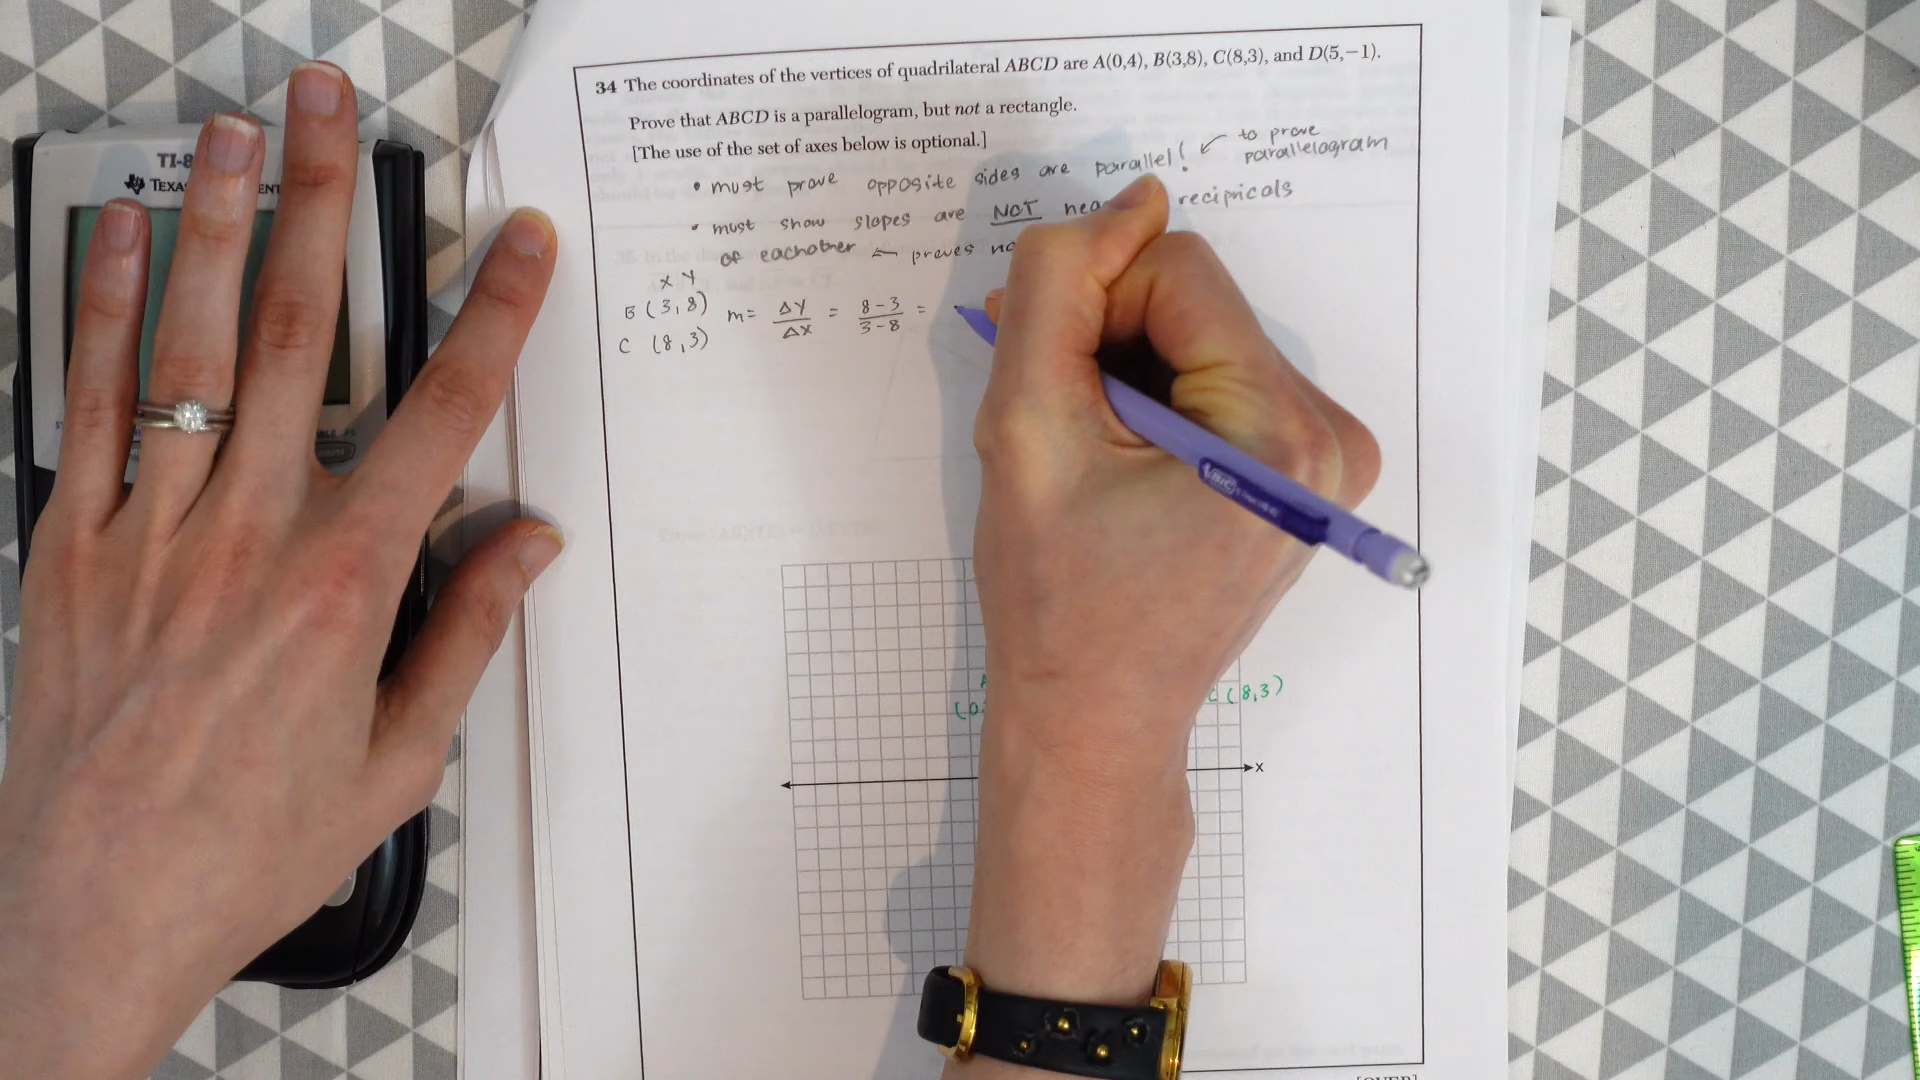 34 The coordinates of the vertices of quadrilateral ABCD are A(0,4), B(3,8), C(8,3), and D(5,−1).
Prove that ABCD is a parallelogram, but not a rectangle.
[The use of the set of axes below is optional.]
• must prove opposite sides are parallel! ← to prove
parallelogram
• must show slopes are NOT recipricals
of eachother ← proves
X Y
B (3,8) m= ΔY/ΔX = 8-3/3-8 =
C (8,3)
C (8,3)
x
TI-8
BIC